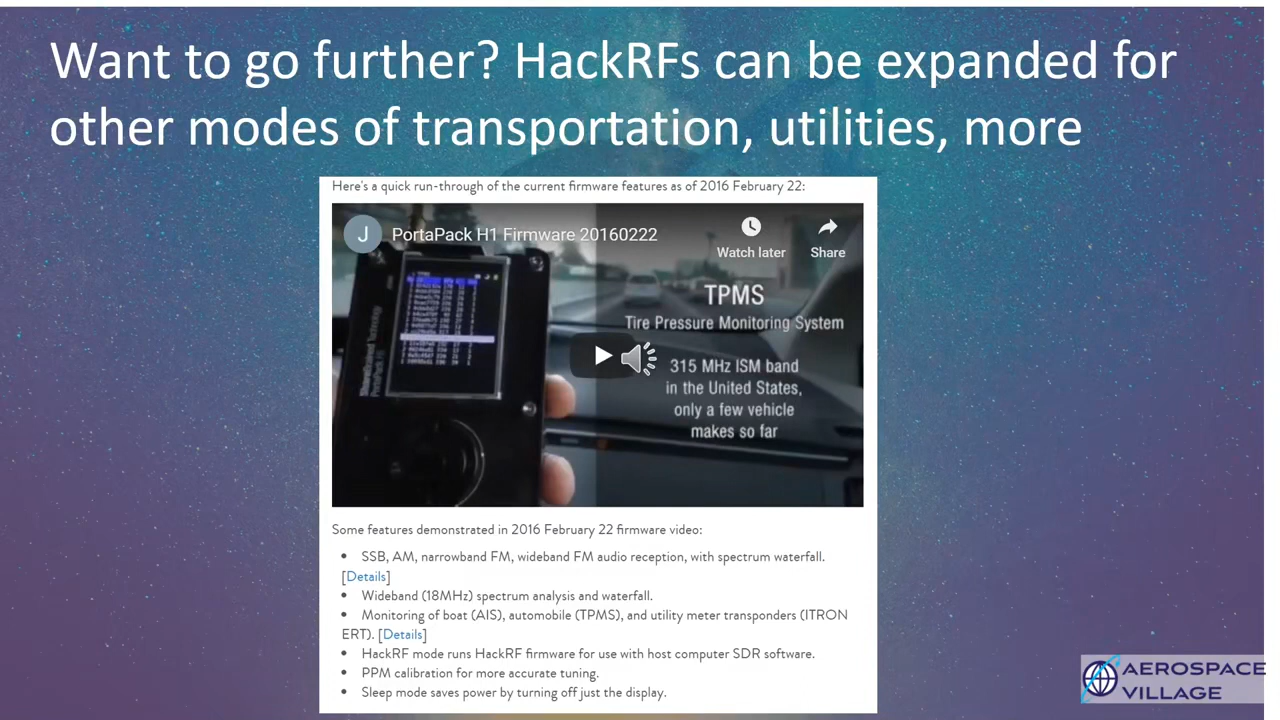 Want to go further? HackRFs can be expanded for
other modes of transportation, utilities, more
Here's a quick run-through of the current firmware features as of 2016 February 22:
J
PortaPack H1 Firmware 20160222
Watch later
Share
TPMS
Tire Pressure Monitoring System
315 MHz ISM band
in the United States,
only a few vehicle
makes so far
Some features demonstrated in 2016 February 22 firmware video:
• SSB, AM, narrowband FM, wideband FM audio reception, with spectrum waterfall.
[Details]
• Wideband (18MHz) spectrum analysis and waterfall.
• Monitoring of boat (AIS), automobile (TPMS), and utility meter transponders (ITRON
ERT). [Details]
• HackRF mode runs HackRF firmware for use with host computer SDR software.
• PPM calibration for more accurate tuning.
• Sleep mode saves power by turning off just the display.
AEROSPACE
VILLAGE